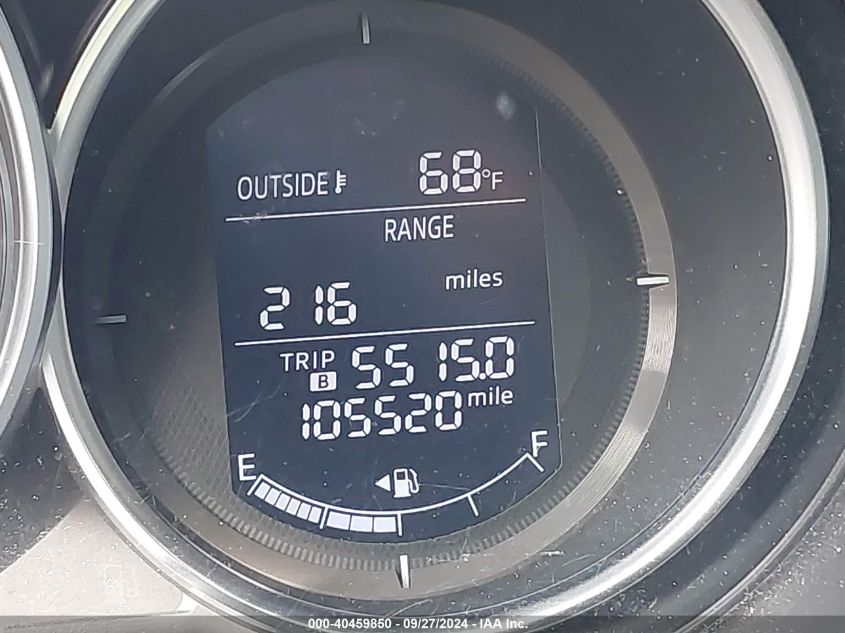 OUTSIDE 68°F
RANGE
miles
216
TRIP B 5515.0
105520 mile
E F
000-40459850 - 09/27/2024 - IAA Inc.